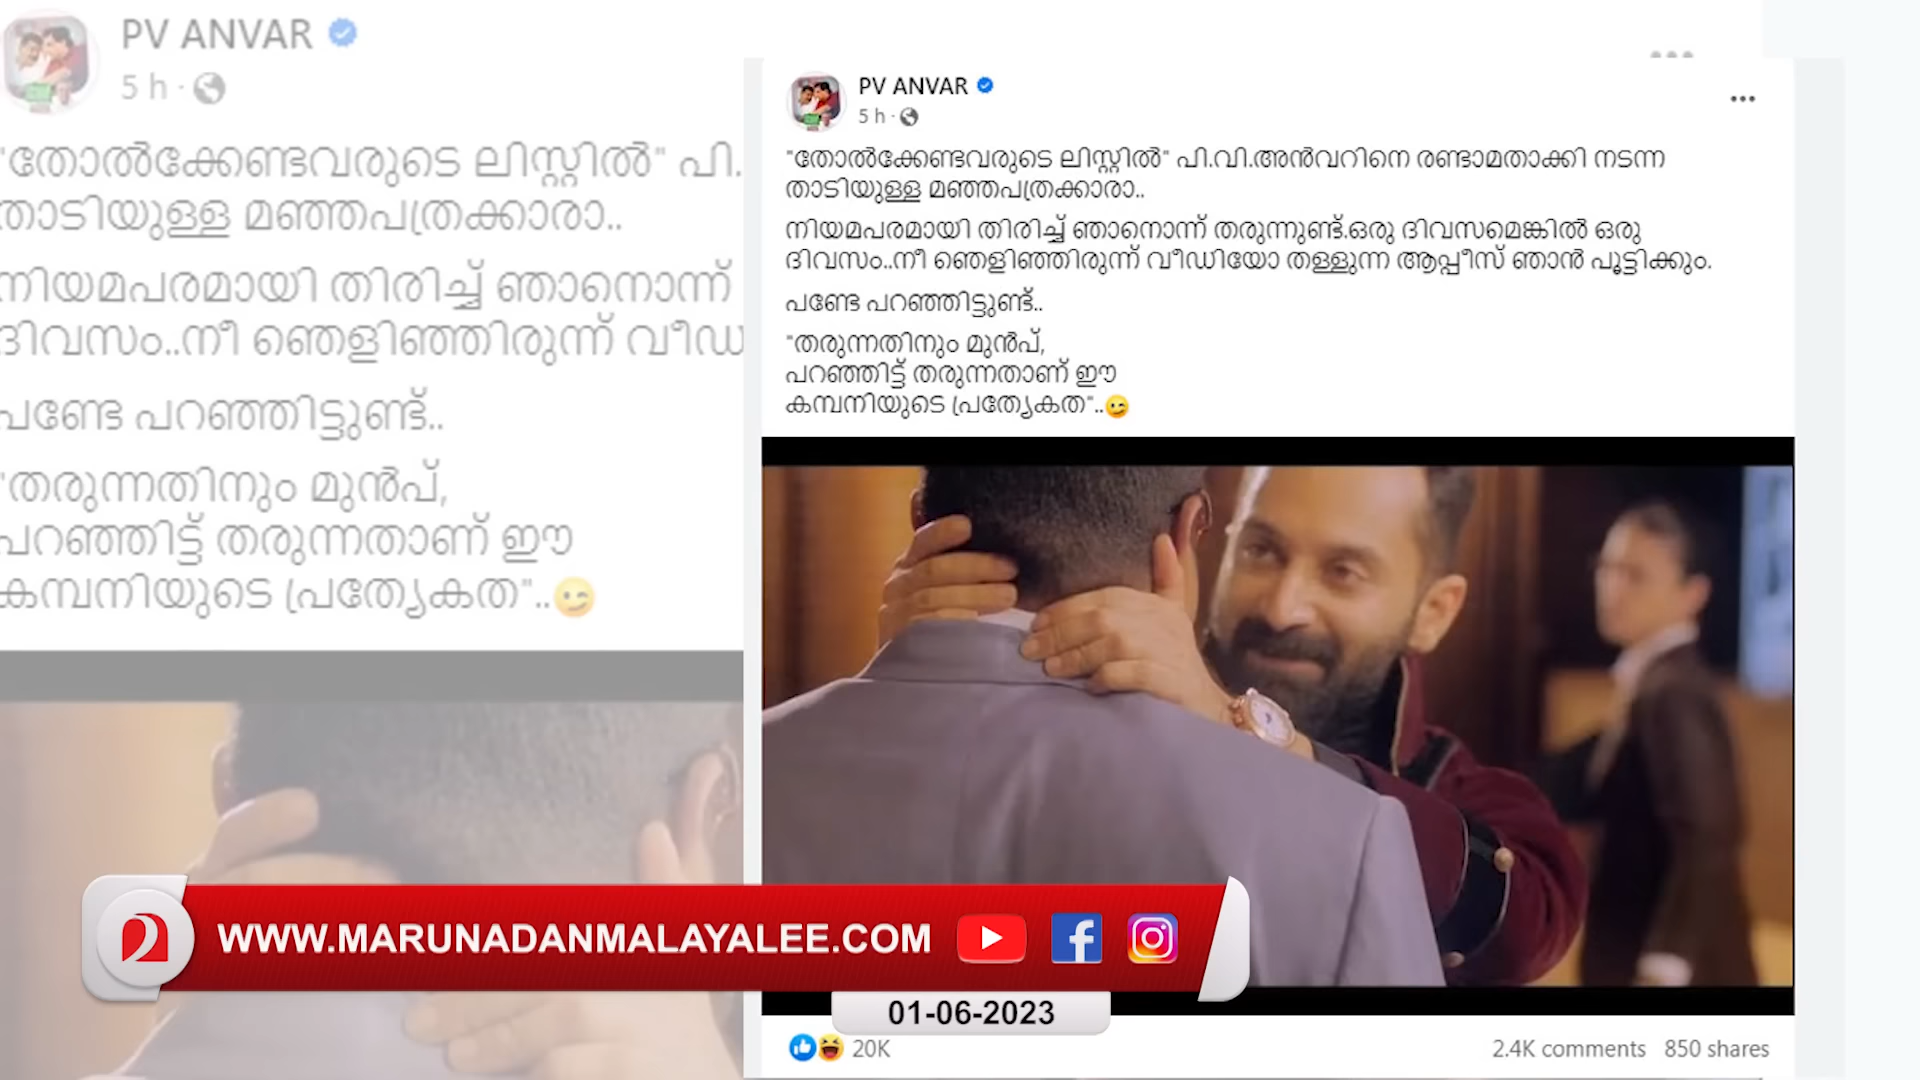 PV ANVAR
5 h
"തോൽക്കേണ്ടവരുടെ ലിസ്റ്റിൽ" പി.
താടിയുള്ള മഞ്ഞപത്രക്കാരാ..
നിയമപരമായി തിരിച്ച് ഞാനൊന്ന്
ദിവസം..നീ ഞെളിഞ്ഞിരുന്ന് വീഡ
പണ്ടേ പറഞ്ഞിട്ടുണ്ട്..
"തരുന്നതിനും മുൻപ്,
പറഞ്ഞിട്ട് തരുന്നതാണ് ഈ
കമ്പനിയുടെ പ്രത്യേകത"..😉
PV ANVAR
5 h
"തോൽക്കേണ്ടവരുടെ ലിസ്റ്റിൽ" പി.വി.അൻവറിനെ രണ്ടാമതാക്കി നടന്ന
താടിയുള്ള മഞ്ഞപത്രക്കാരാ..
നിയമപരമായി തിരിച്ച് ഞാനൊന്ന് തരുന്നുണ്ട്.ഒരു ദിവസമെങ്കിൽ ഒരു
ദിവസം..നീ ഞെളിഞ്ഞിരുന്ന് വീഡിയോ തള്ളുന്ന ആപ്പീസ് ഞാൻ പൂട്ടിക്കും.
പണ്ടേ പറഞ്ഞിട്ടുണ്ട്..
"തരുന്നതിനും മുൻപ്,
പറഞ്ഞിട്ട് തരുന്നതാണ് ഈ
കമ്പനിയുടെ പ്രത്യേകത"..😉
WWW.MARUNADANMALAYALEE.COM
01-06-2023
20K 2.4K comments 850 shares